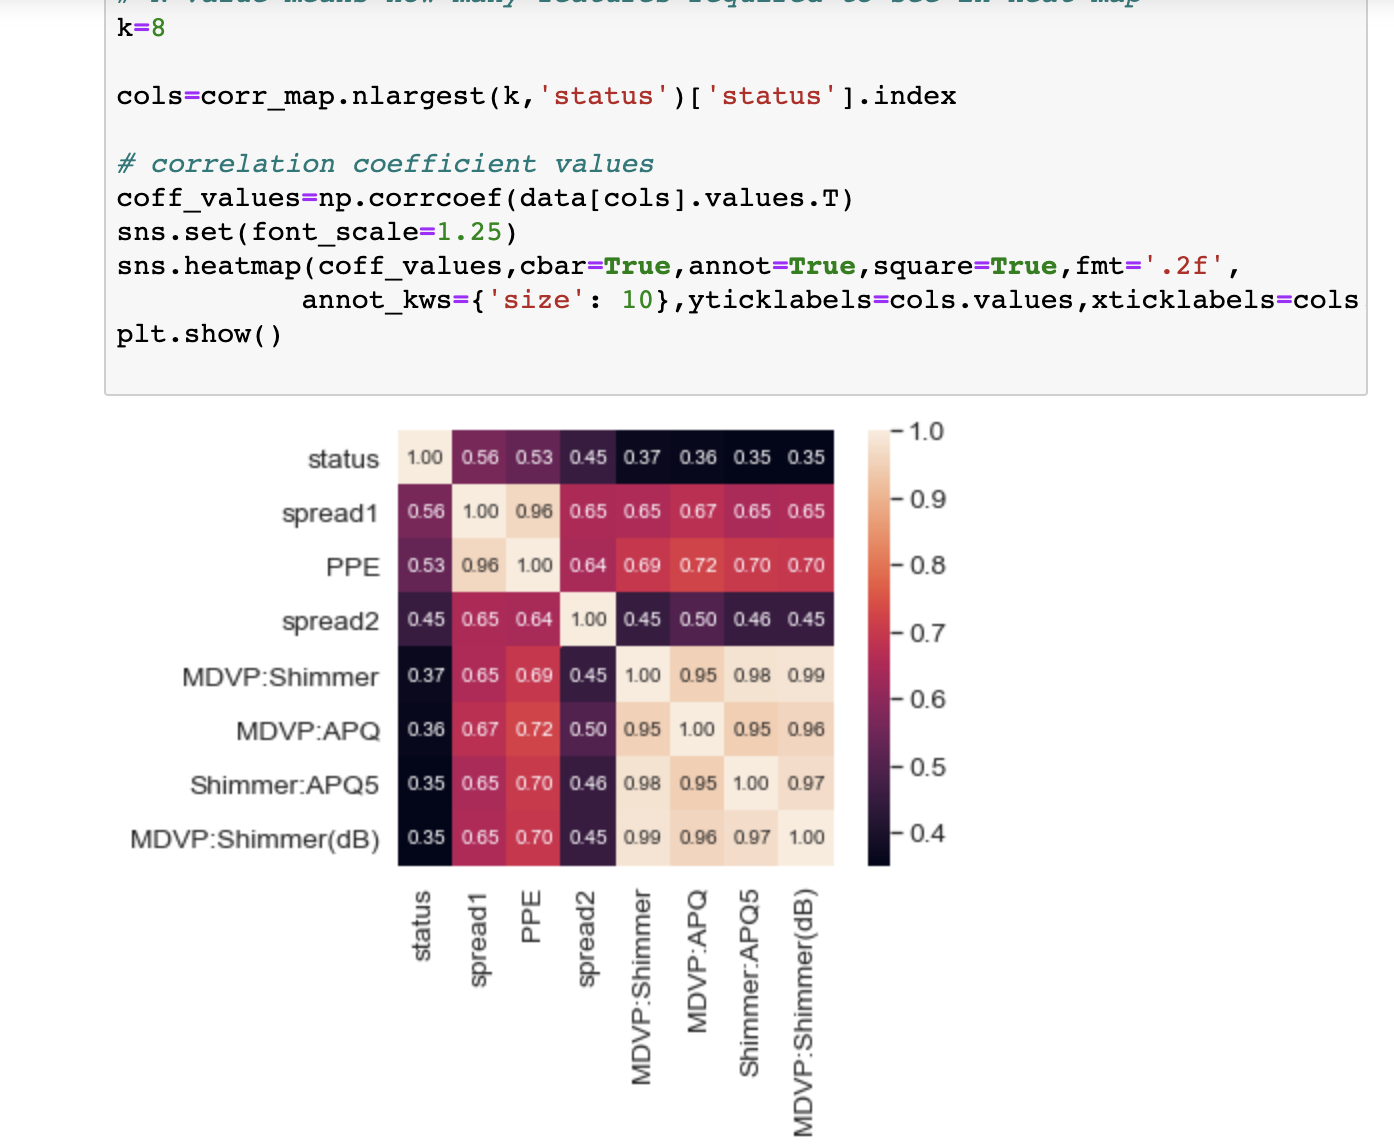 # K value means how many features required to see in heat map
k=8
cols=corr_map.nlargest(k,'status')['status'].index
# correlation coefficient values
coff_values=np.corrcoef(data[cols].values.T)
sns.set(font_scale=1.25)
sns.heatmap(coff_values,cbar=True,annot=True,square=True,fmt='.2f',
annot_kws={'size': 10},yticklabels=cols.values,xticklabels=cols
plt.show()
status 1.00 0.56 0.53 0.45 0.37 0.36 0.35 0.35
spread1 0.56 1.00 0.96 0.65 0.65 0.67 0.65 0.65
PPE 0.53 0.96 1.00 0.64 0.69 0.72 0.70 0.70
spread2 0.45 0.65 0.64 1.00 0.45 0.50 0.46 0.45
MDVP:Shimmer 0.37 0.65 0.69 0.45 1.00 0.95 0.98 0.99
MDVP:APQ 0.36 0.67 0.72 0.50 0.95 1.00 0.95 0.96
Shimmer:APQ5 0.35 0.65 0.70 0.46 0.98 0.95 1.00 0.97
MDVP:Shimmer(dB) 0.35 0.65 0.70 0.45 0.99 0.96 0.97 1.00
status
spread1
PPE
spread2
MDVP:Shimmer
MDVP:APQ
Shimmer:APQ5
MDVP:Shimmer(dB)
1.0
0.9
0.8
0.7
0.6
0.5
0.4